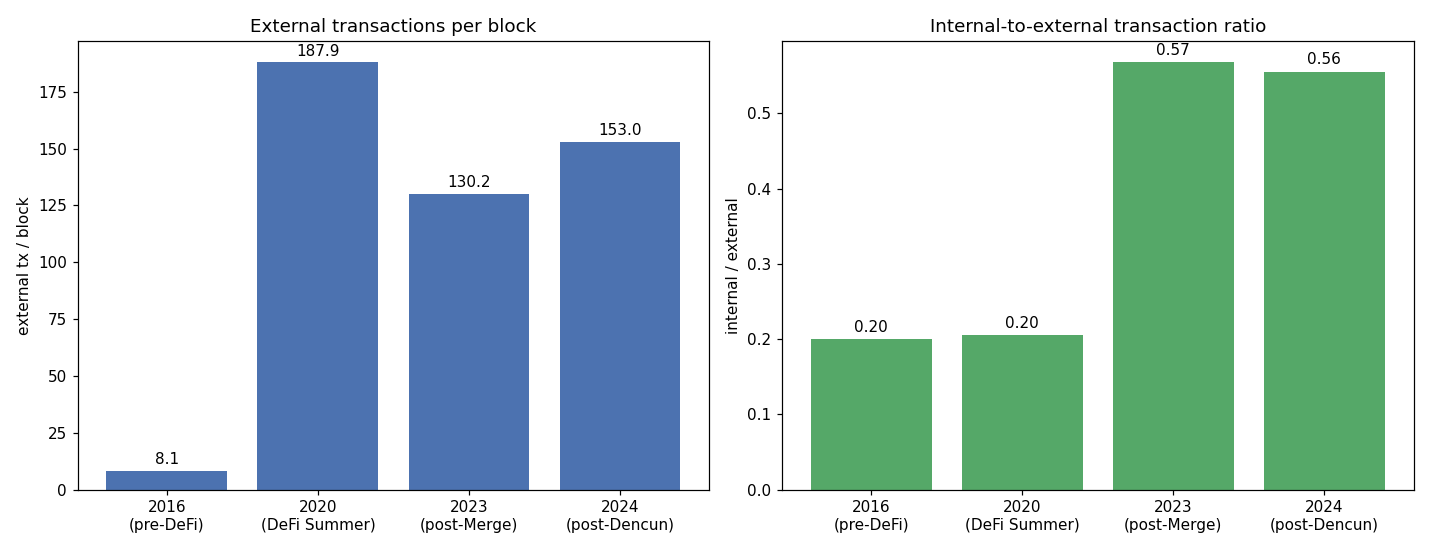 External transactions per block
external tx / block
175
150
125
100
75
50
25
0
187.9
153.0
130.2
8.1
2016
(pre-DeFi)
2020
(DeFi Summer)
2023
(post-Merge)
2024
(post-Dencun)
Internal-to-external transaction ratio
internal / external
0.5
0.4
0.3
0.2
0.1
0.0
0.20
0.20
0.57
0.56
2016
(pre-DeFi)
2020
(DeFi Summer)
2023
(post-Merge)
2024
(post-Dencun)